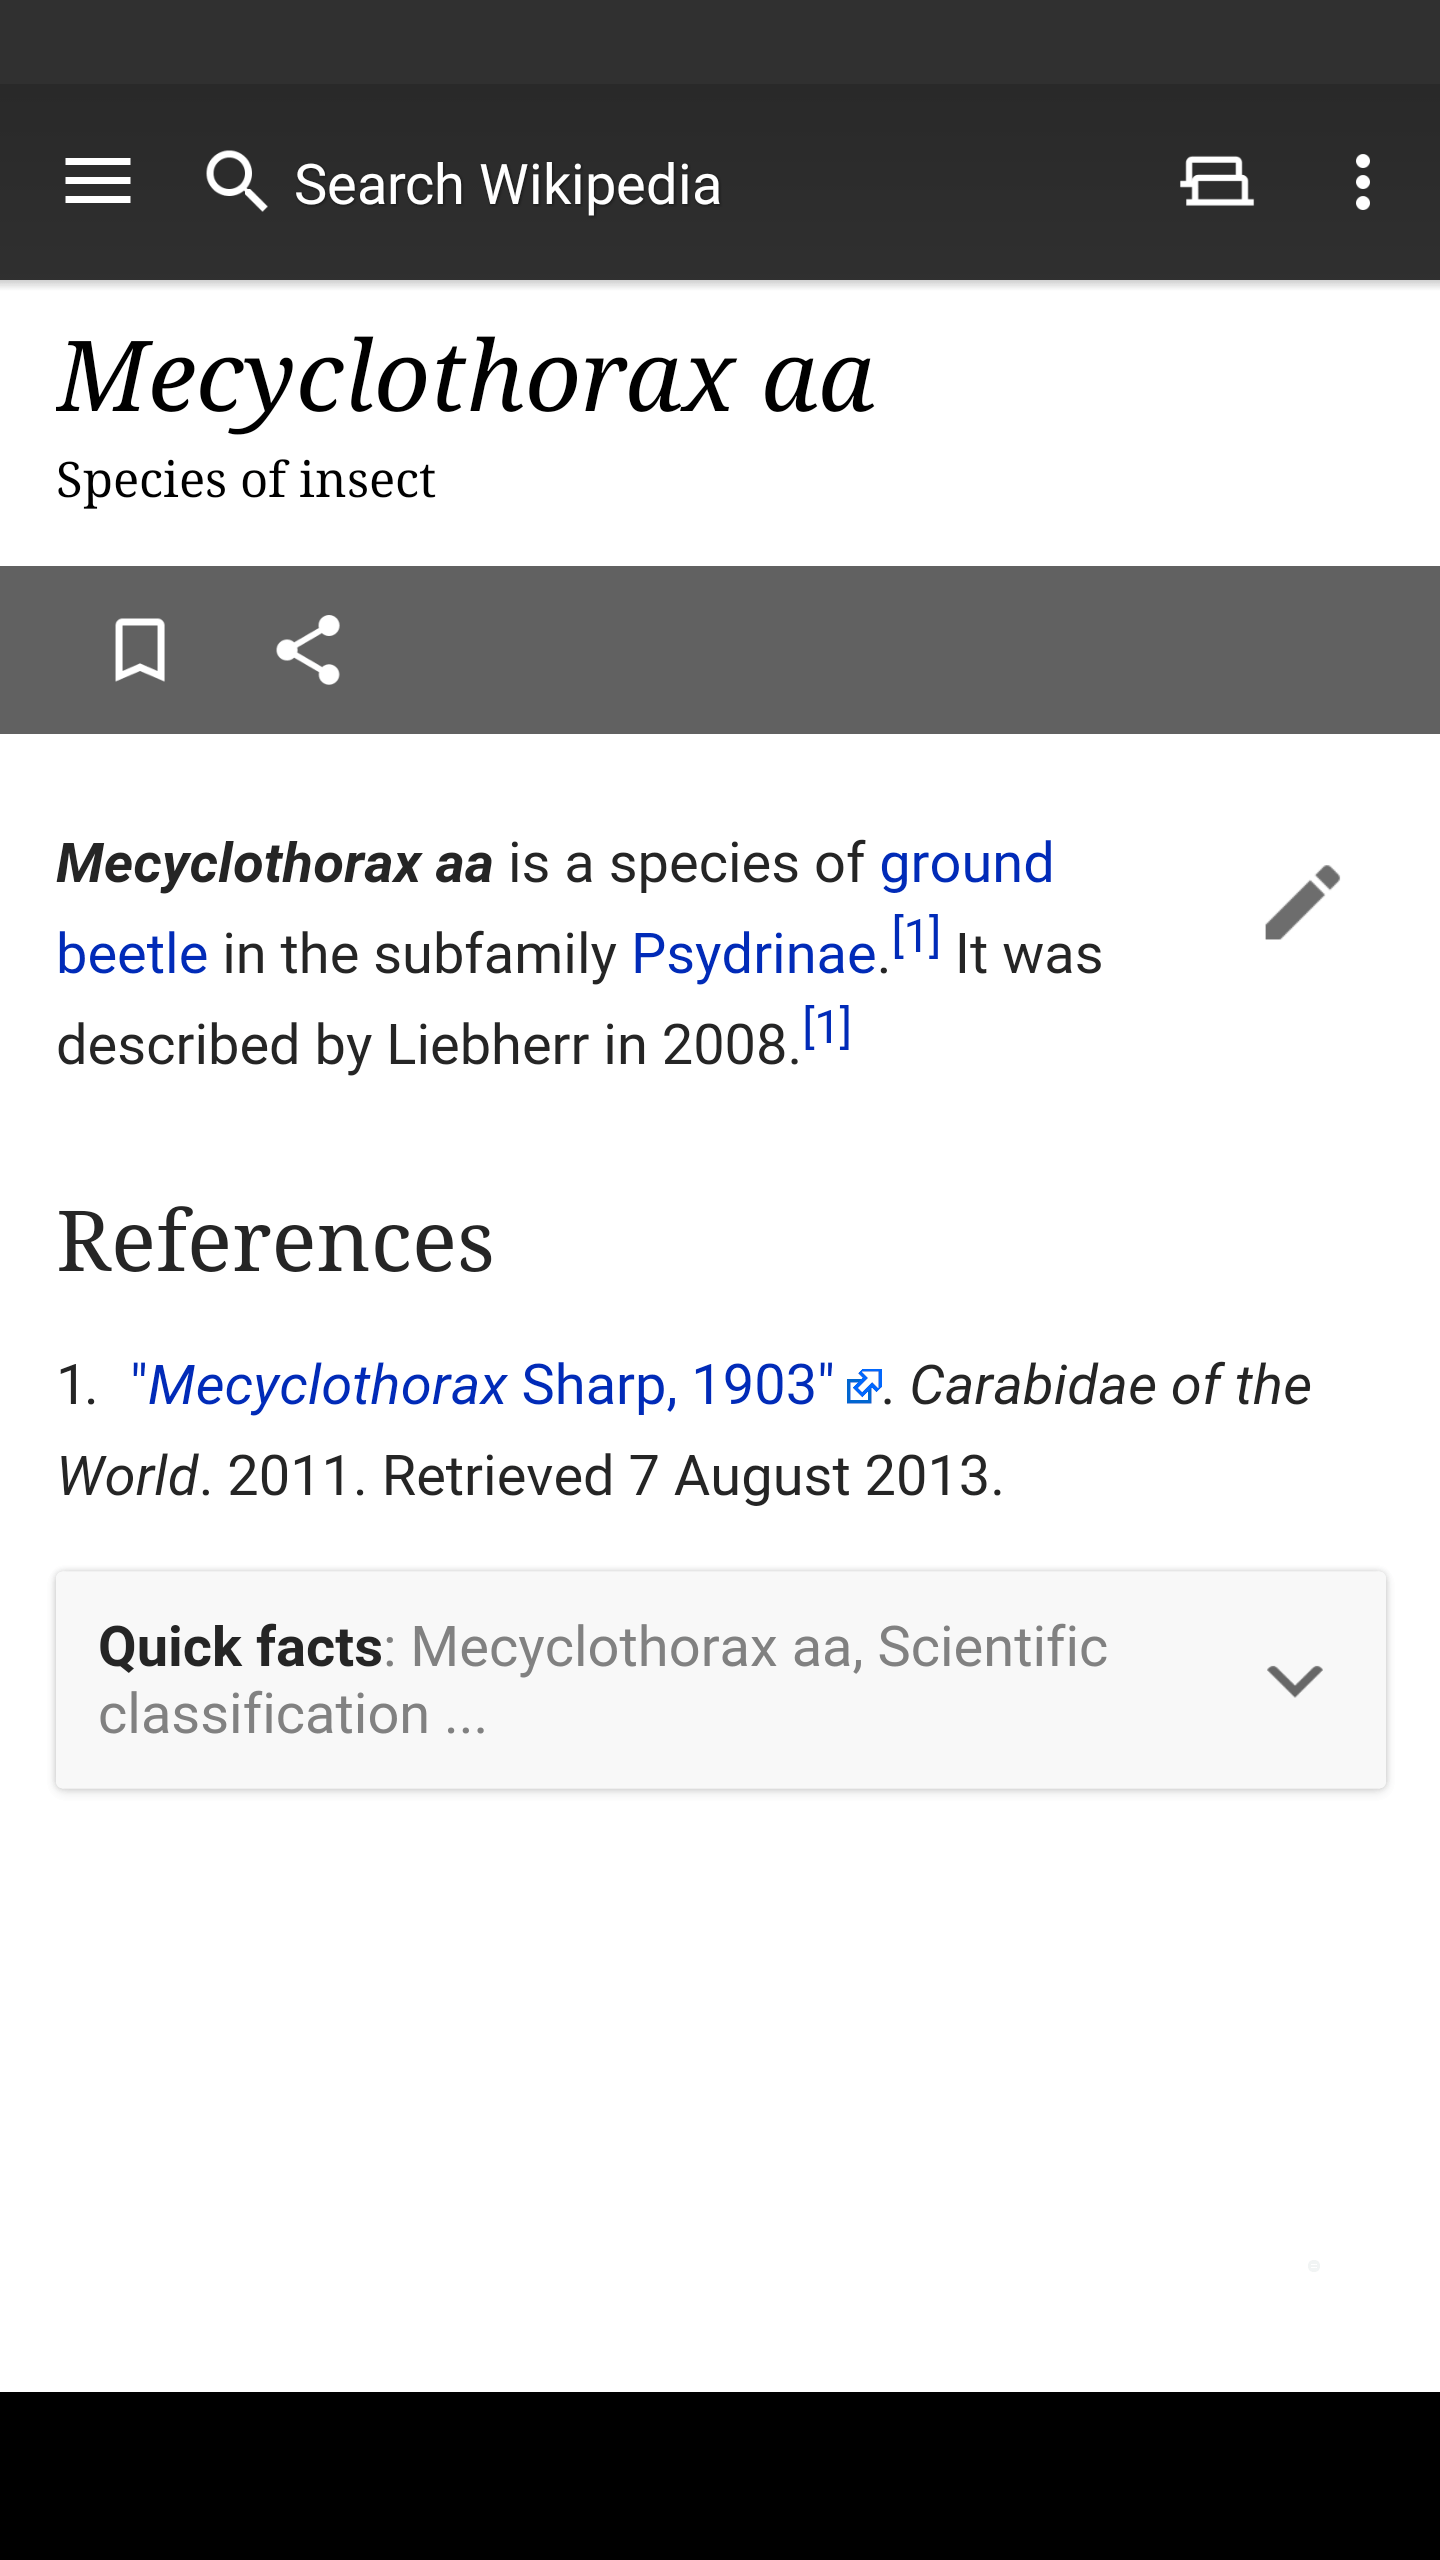 Search Wikipedia
Mecyclothorax aa
Species of insect
Mecyclothorax aa is a species of ground
beetle in the subfamily Psydrinae.[1] It was
described by Liebherr in 2008.[1]
References
1. "Mecyclothorax Sharp, 1903" . Carabidae of the
World. 2011. Retrieved 7 August 2013.
Quick facts: Mecyclothorax aa, Scientific
classification ...